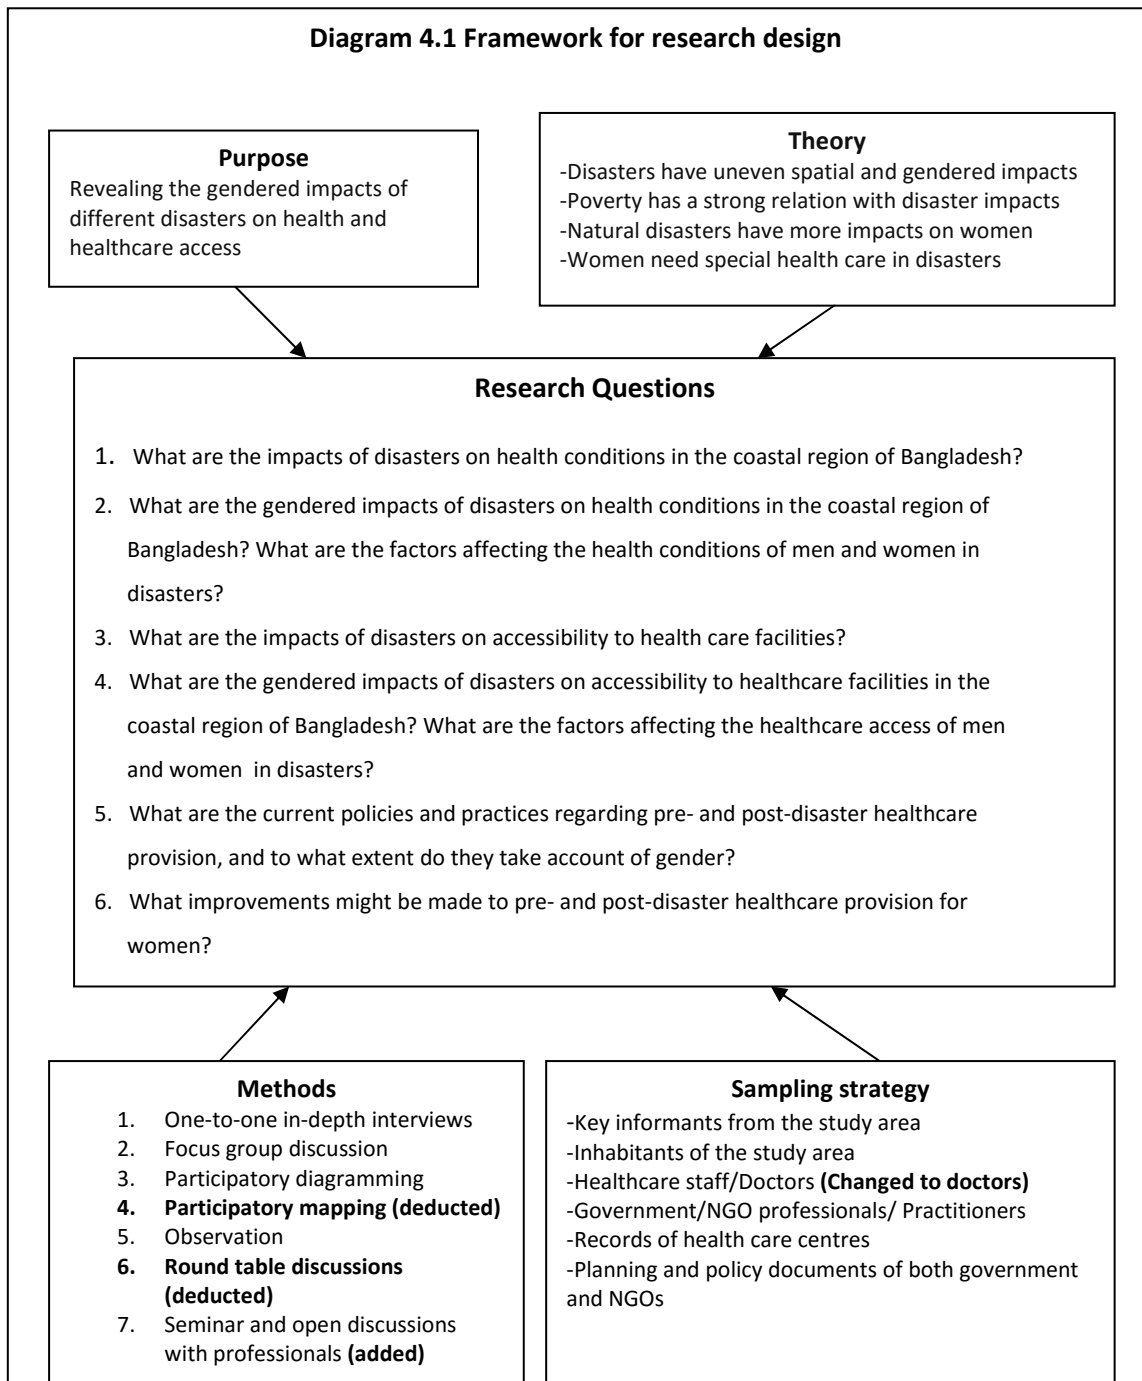 Diagram 4.1 Framework for research design
Purpose
Revealing the gendered impacts of
different disasters on health and
healthcare access
Theory
-Disasters have uneven spatial and gendered impacts
-Poverty has a strong relation with disaster impacts
-Natural disasters have more impacts on women
-Women need special health care in disasters
Research Questions
1. What are the impacts of disasters on health conditions in the coastal region of Bangladesh?
2. What are the gendered impacts of disasters on health conditions in the coastal region of
Bangladesh? What are the factors affecting the health conditions of men and women in
disasters?
3. What are the impacts of disasters on accessibility to health care facilities?
4. What are the gendered impacts of disasters on accessibility to healthcare facilities in the
coastal region of Bangladesh? What are the factors affecting the healthcare access of men
and women in disasters?
5. What are the current policies and practices regarding pre- and post-disaster healthcare
provision, and to what extent do they take account of gender?
6. What improvements might be made to pre- and post-disaster healthcare provision for
women?
Methods
1. One-to-one in-depth interviews
2. Focus group discussion
3. Participatory diagramming
4. Participatory mapping (deducted)
5. Observation
6. Round table discussions
(deducted)
7. Seminar and open discussions
with professionals (added)
Sampling strategy
-Key informants from the study area
-Inhabitants of the study area
-Healthcare staff/Doctors (Changed to doctors)
-Government/NGO professionals/ Practitioners
-Records of health care centres
-Planning and policy documents of both government
and NGOs